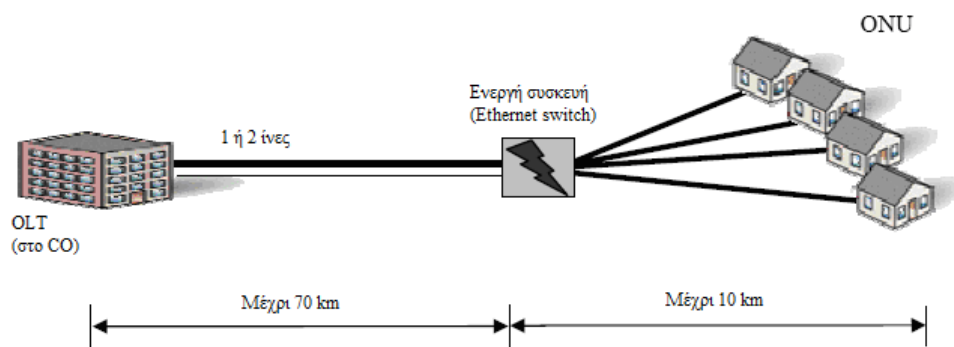 ONU
Ενεργή συσκευή
(Ethernet switch)
1 ή 2 ίνες
OLT
(στο CO)
Μέχρι 70 km
Μέχρι 10 km